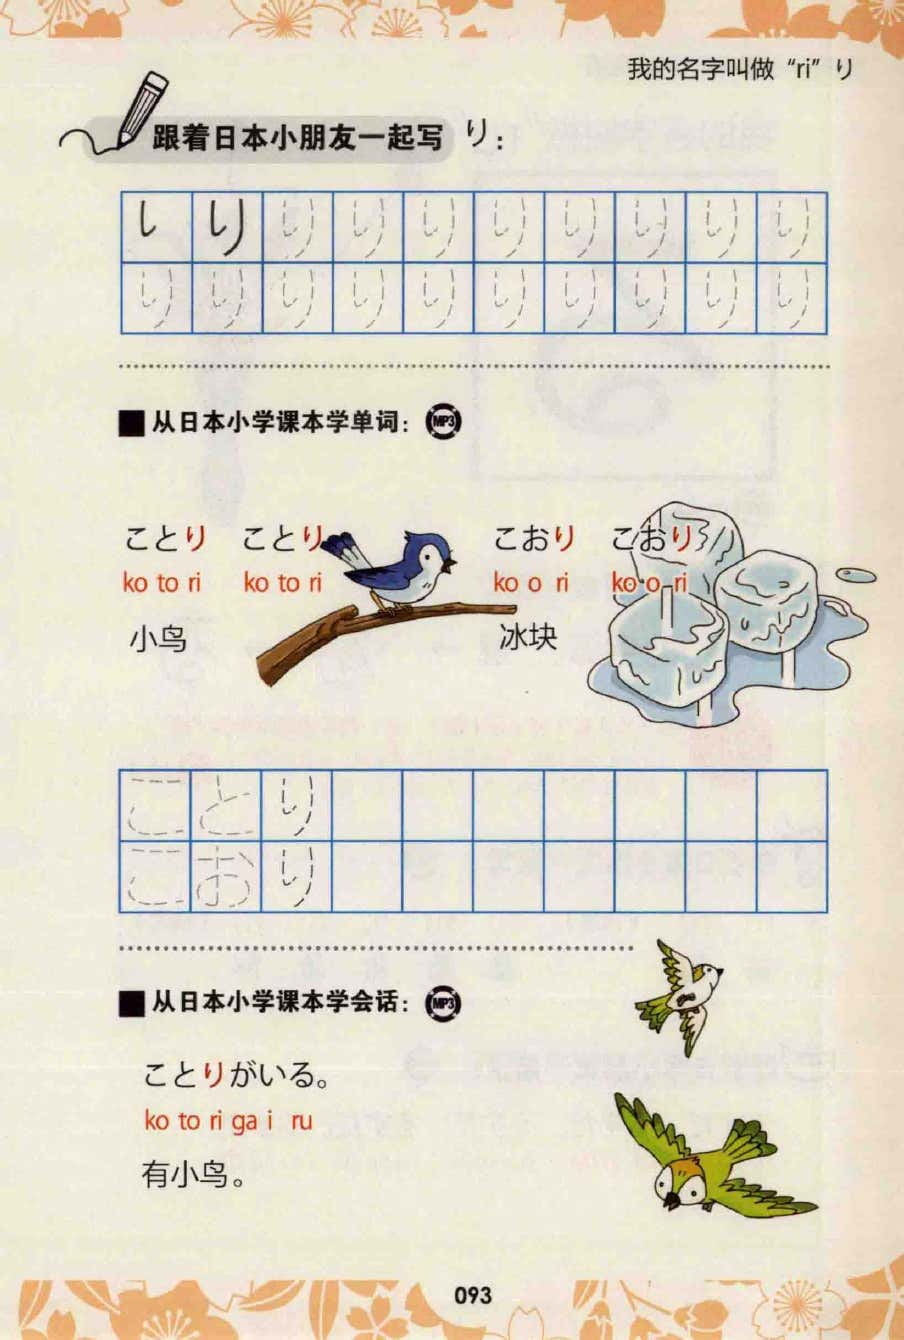 我的名字叫做“ri”り
跟着日本小朋友一起写 り：
り り り り り り り り り
り り り り り り り り り り
从日本小学课本学单词： MP3
ことり ことり こおり こおり
ko to ri ko to ri ko o ri ko o ri
小鸟 冰块
ことり
こおり
从日本小学课本学会话： MP3
ことりがいる。
ko to ri ga i ru
有小鸟。
093